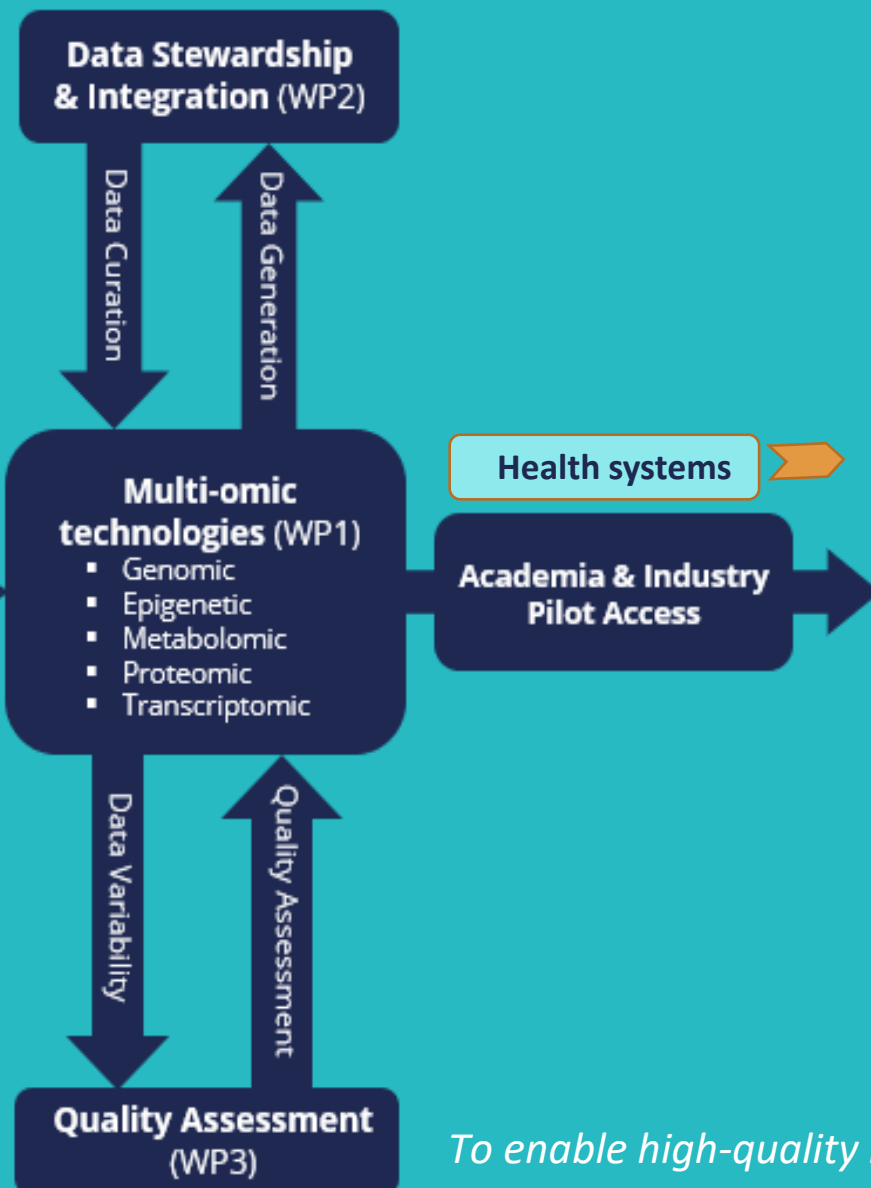 Data Stewardship
& Integration (WP2)
Data Curation
Data Generation
Multi-omic
technologies (WP1)
▪ Genomic
▪ Epigenetic
▪ Metabolomic
▪ Proteomic
▪ Transcriptomic
Health systems
Academia & Industry
Pilot Access
Data Variability
Quality Assessment
Quality Assessment
(WP3)
To enable high-quality